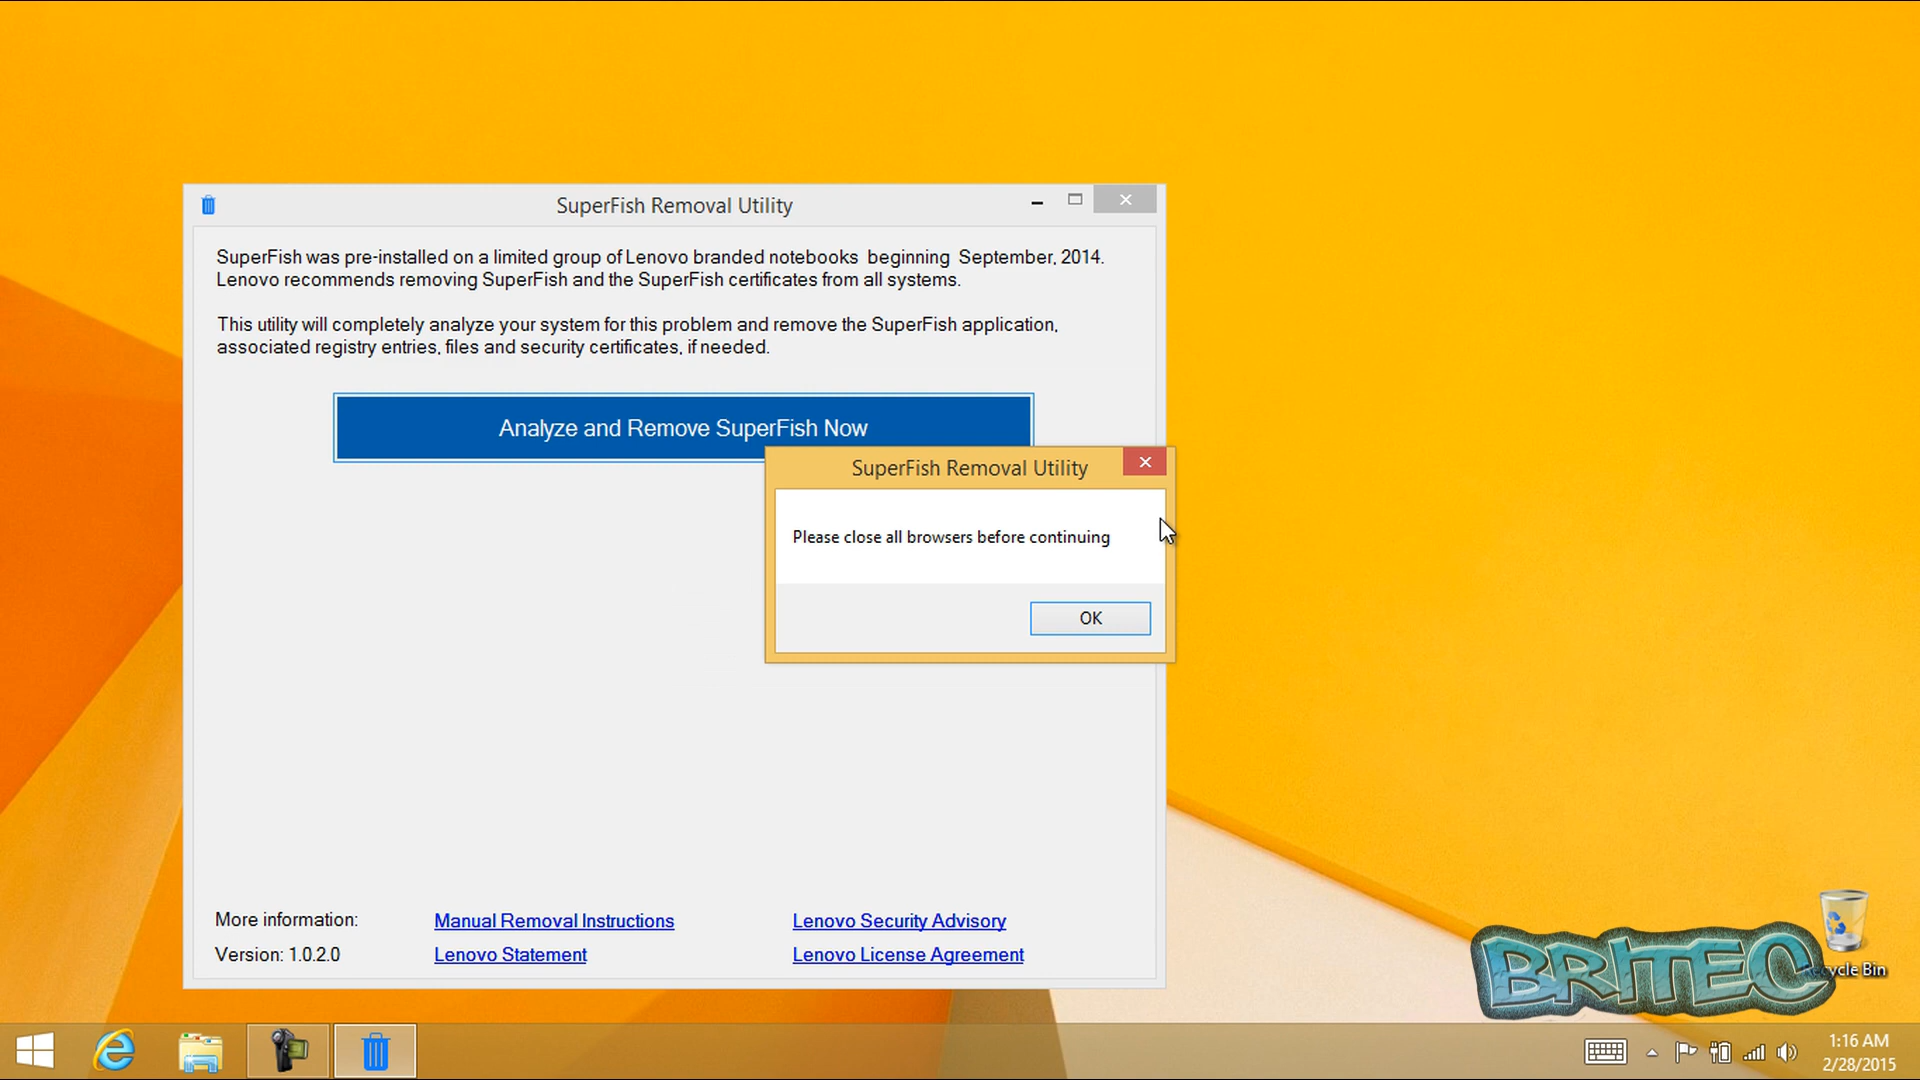 SuperFish Removal Utility
SuperFish was pre-installed on a limited group of Lenovo branded notebooks beginning September, 2014.
Lenovo recommends removing SuperFish and the SuperFish certificates from all systems.
This utility will completely analyze your system for this problem and remove the SuperFish application,
associated registry entries, files and security certificates, if needed.
Analyze and Remove SuperFish Now
SuperFish Removal Utility
Please close all browsers before continuing
OK
More information:
Manual Removal Instructions
Lenovo Security Advisory
Version: 1.0.2.0
Lenovo Statement
Lenovo License Agreement
BRITEC
Bin
1:16 AM
2/28/2015